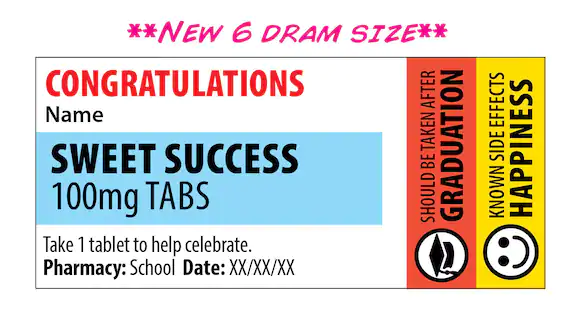 **NEW 6 DRAM SIZE**
CONGRATULATIONS
Name
SWEET SUCCESS
100mg TABS
Take 1 tablet to help celebrate.
Pharmacy: School Date: XX/XX/XX
SHOULD BE TAKEN AFTER
GRADUATION
KNOWN SIDE EFFECTS
HAPPINESS